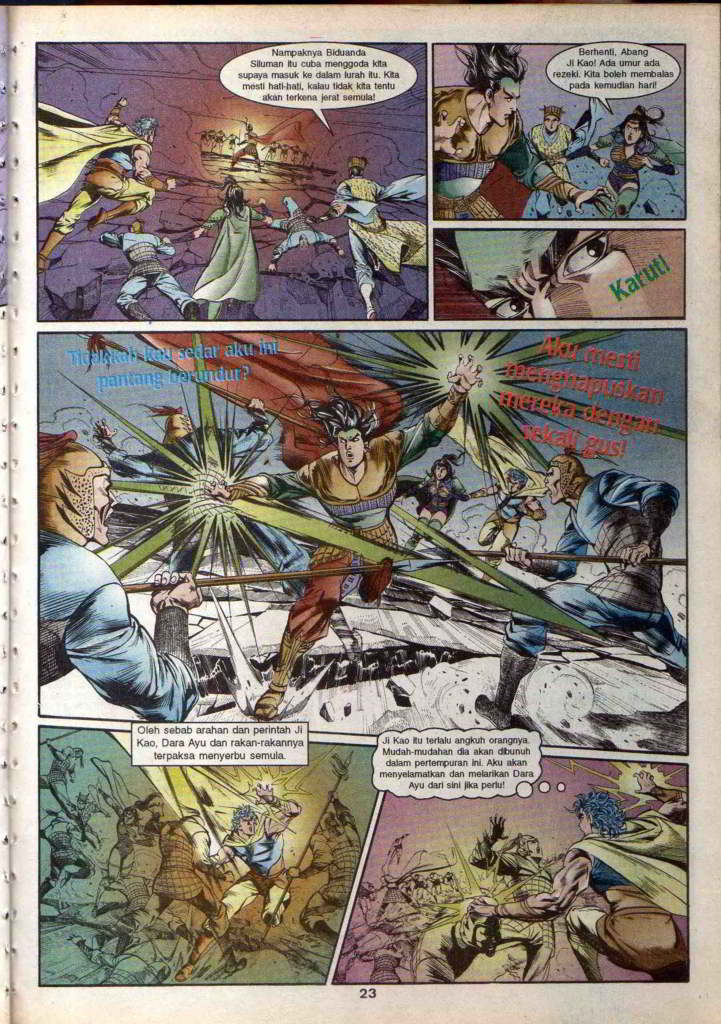 Nampaknya Biduanda
Siluman itu cuba menggoda kita
supaya masuk ke dalam lurah itu. Kita
mesti hati-hati, kalau tidak kita tentu
akan terkena jerat semula!
Berhenti, Abang
Ji Kao! Ada umur ada
rezeki. Kita boleh membalas
pada kemudian hari!
Karut!
Tidakkah kau sedar aku ini
pantang berundur?
Aku mesti
menghapuskan
mereka dengan
sekali gus!
Oleh sebab arahan dan perintah Ji
Kao, Dara Ayu dan rakan-rakannya
terpaksa menyerbu semula.
Ji Kao itu terlalu angkuh orangnya.
Mudah-mudahan dia akan dibunuh
dalam pertempuran ini. Aku akan
menyelamatkan dan melarikan Dara
Ayu dari sini jika perlu!
23